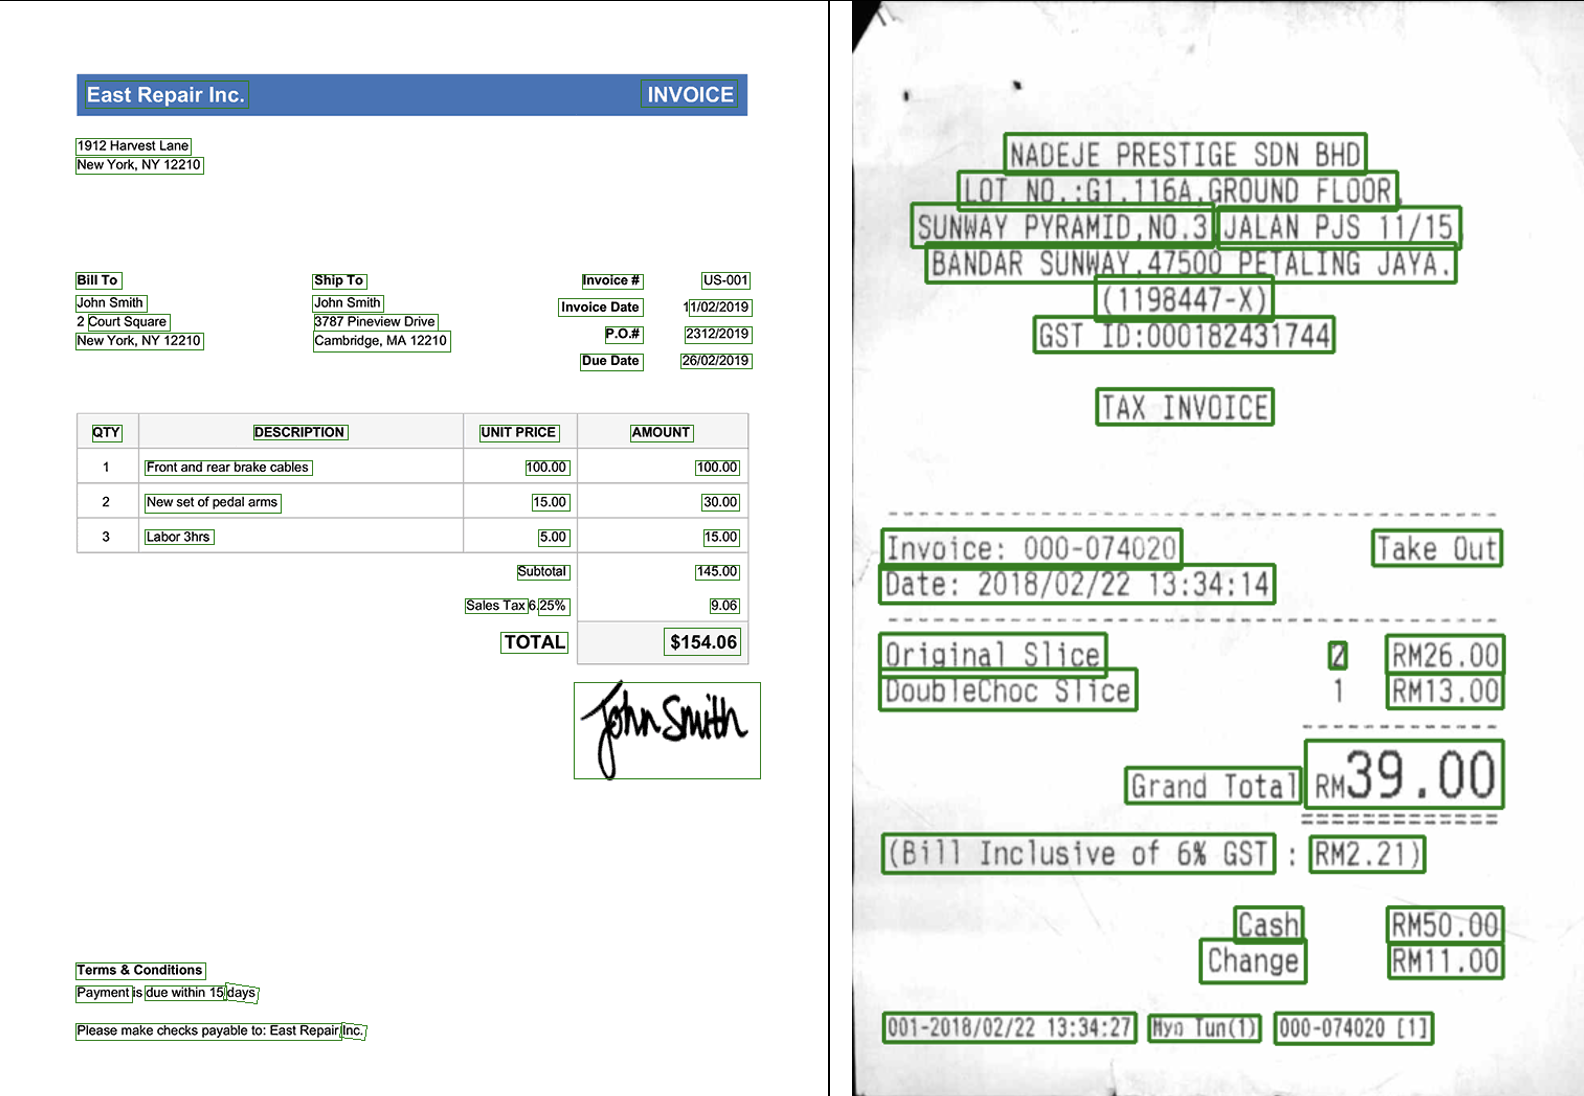 East Repair Inc. INVOICE
1912 Harvest Lane
New York, NY 12210
Bill To Ship To Invoice # US-001
John Smith John Smith Invoice Date 11/02/2019
2 Court Square 3787 Pineview Drive P.O.# 2312/2019
New York, NY 12210 Cambridge, MA 12210 Due Date 26/02/2019
QTY DESCRIPTION UNIT PRICE AMOUNT
1 Front and rear brake cables 100.00 100.00
2 New set of pedal arms 15.00 30.00
3 Labor 3hrs 5.00 15.00
Subtotal 145.00
Sales Tax 6.25% 9.06
TOTAL $154.06
John Smith
Terms & Conditions
Payment is due within 15 days
Please make checks payable to: East Repair Inc.
NADEJE PRESTIGE SDN BHD
LOT NO.:G1.116A,GROUND FLOOR,
SUNWAY PYRAMID,NO.3,JALAN PJS 11/15,
BANDAR SUNWAY,47500 PETALING JAYA.
(1198447-X)
GST ID:000182431744
TAX INVOICE
Invoice: 000-074020 Take Out
Date: 2018/02/22 13:34:14
Original Slice 2 RM26.00
DoubleChoc Slice 1 RM13.00
Grand Total RM39.00
(Bill Inclusive of 6% GST : RM2.21)
Cash RM50.00
Change RM11.00
001-2018/02/22 13:34:27 Myo Tun(1) 000-074020 [1]